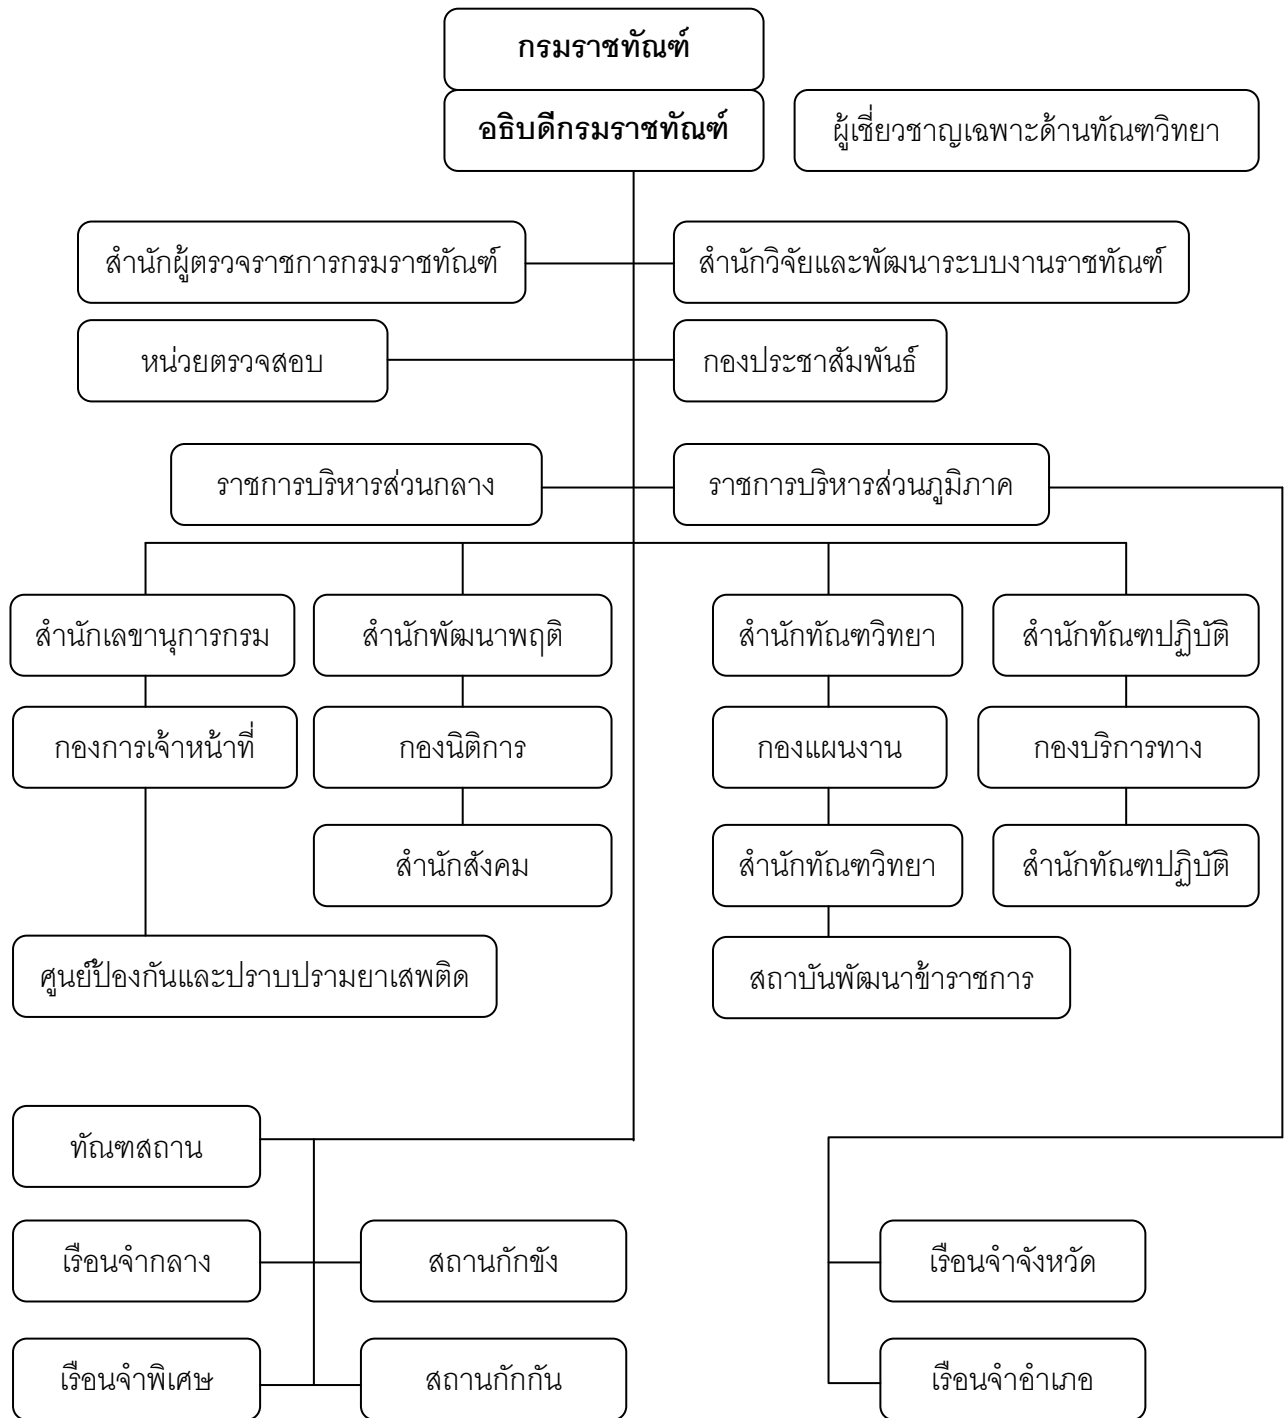 กรมราชทัณฑ์
อธิบดีกรมราชทัณฑ์
ผู้เชี่ยวชาญเฉพาะด้านทัณฑวิทยา
สำนักผู้ตรวจราชการกรมราชทัณฑ์
สำนักวิจัยและพัฒนาระบบงานราชทัณฑ์
หน่วยตรวจสอบ
กองประชาสัมพันธ์
ราชการบริหารส่วนกลาง
ราชการบริหารส่วนภูมิภาค
สำนักเลขานุการกรม
สำนักพัฒนาพฤติ
สำนักทัณฑวิทยา
สำนักทัณฑปฏิบัติ
กองการเจ้าหน้าที่
กองนิติการ
กองแผนงาน
กองบริการทาง
สำนักสังคม
สำนักทัณฑวิทยา
สำนักทัณฑปฏิบัติ
ศูนย์ป้องกันและปราบปรามยาเสพติด
สถาบันพัฒนาข้าราชการ
ทัณฑสถาน
เรือนจำกลาง
สถานกักขัง
เรือนจำจังหวัด
เรือนจำพิเศษ
สถานกักกัน
เรือนจำอำเภอ